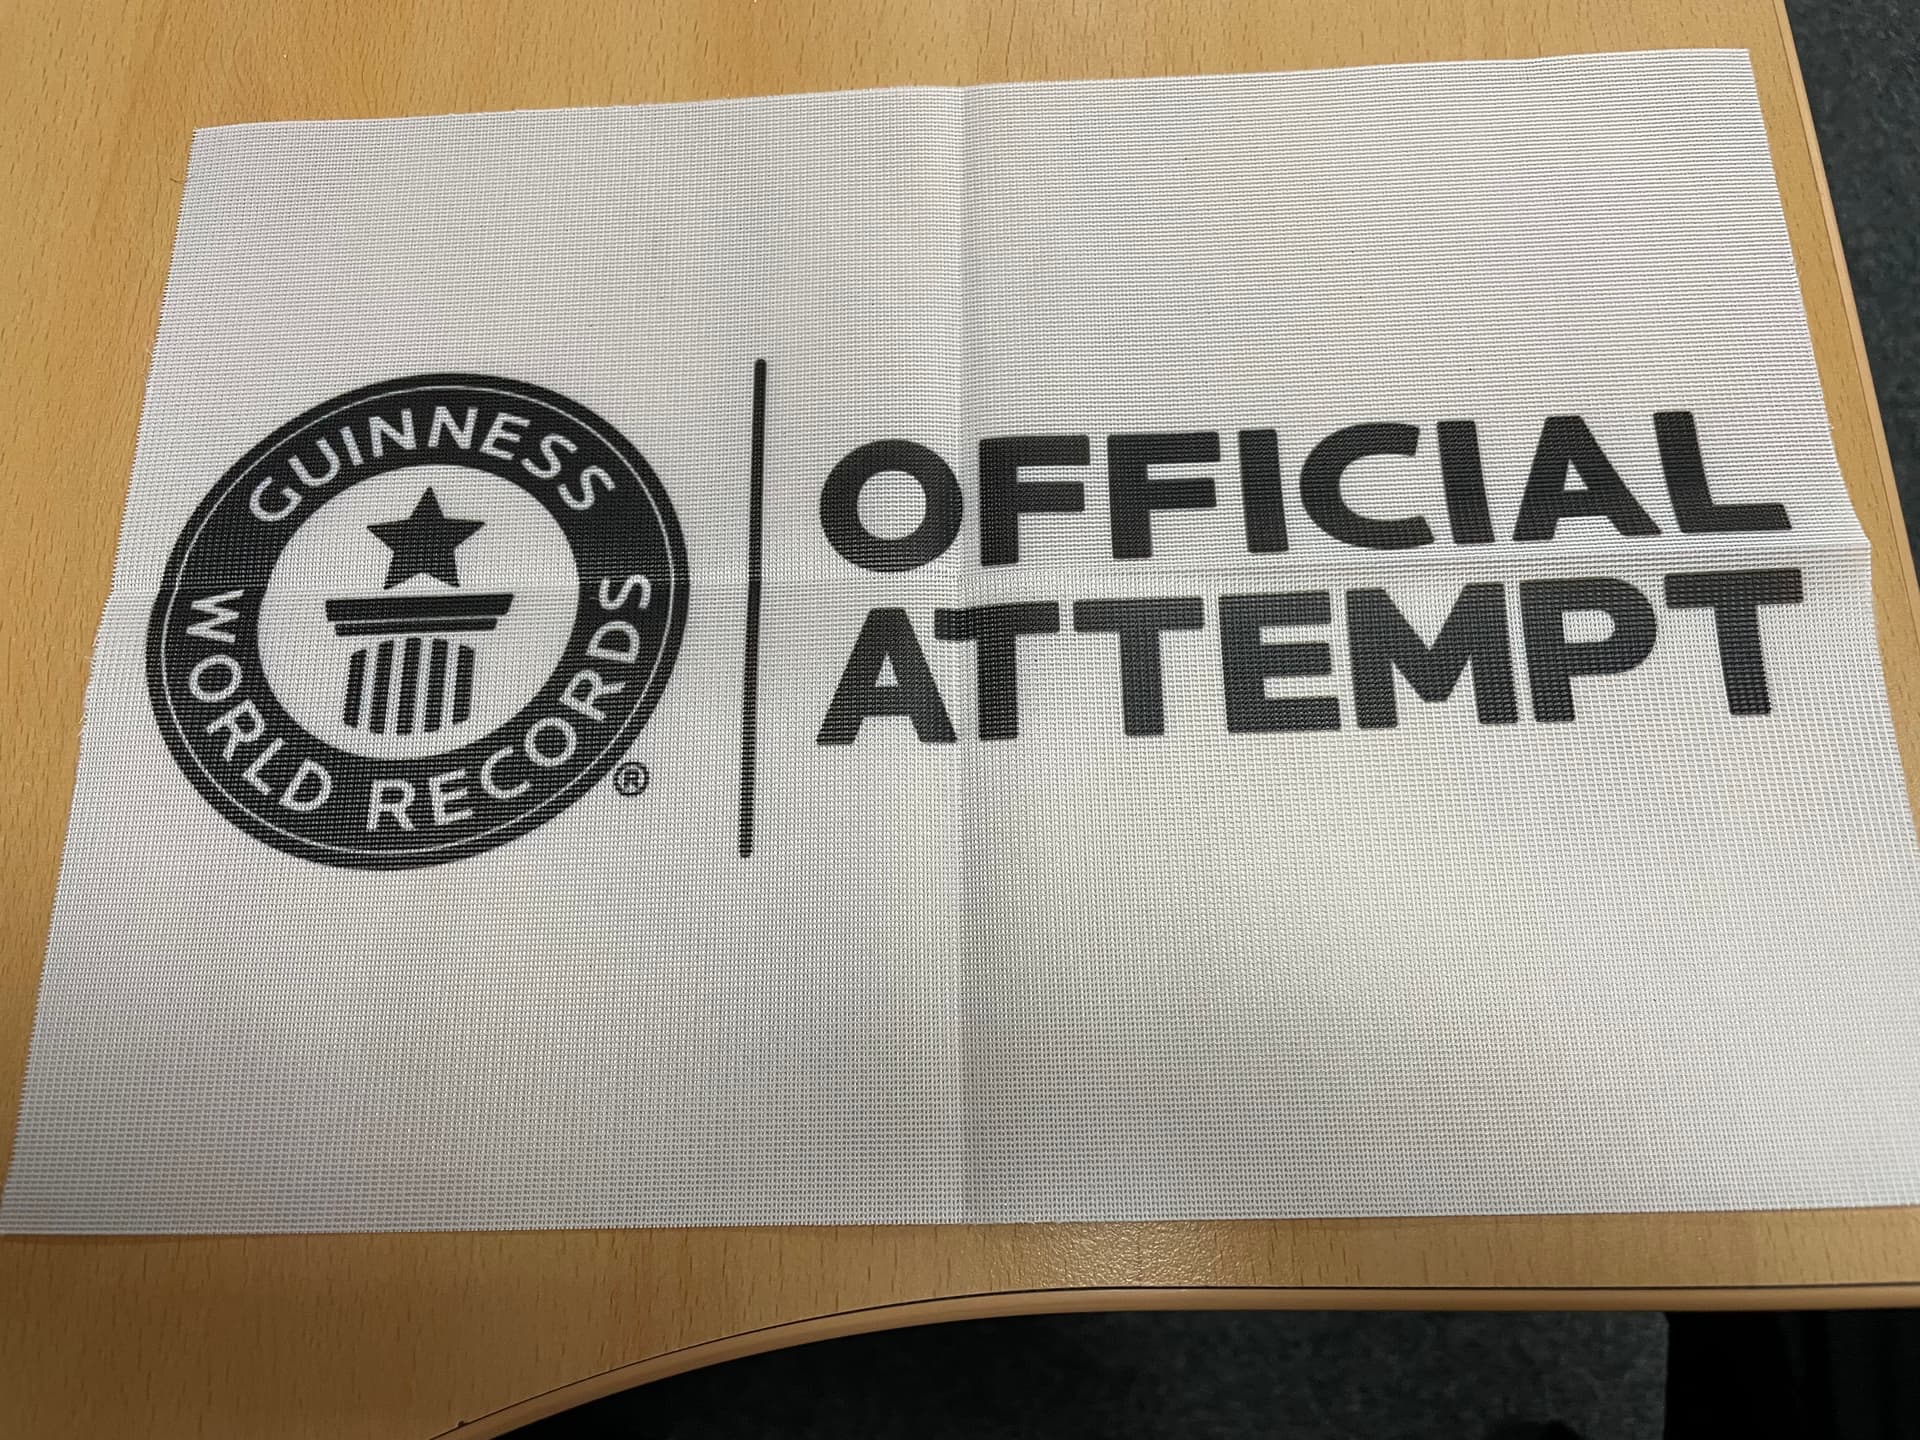 GUINNESS
WORLD RECORDS
®
OFFICIAL
ATTEMPT